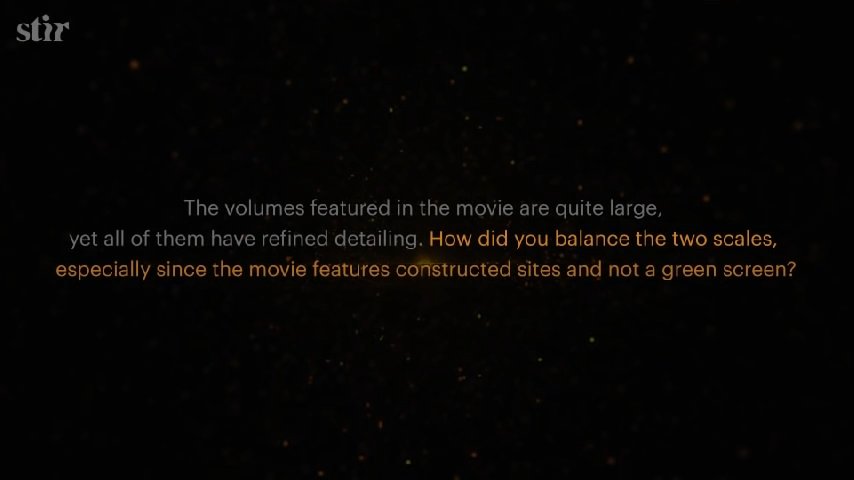 stir
The volumes featured in the movie are quite large,
yet all of them have refined detailing. How did you balance the two scales,
especially since the movie features constructed sites and not a green screen?